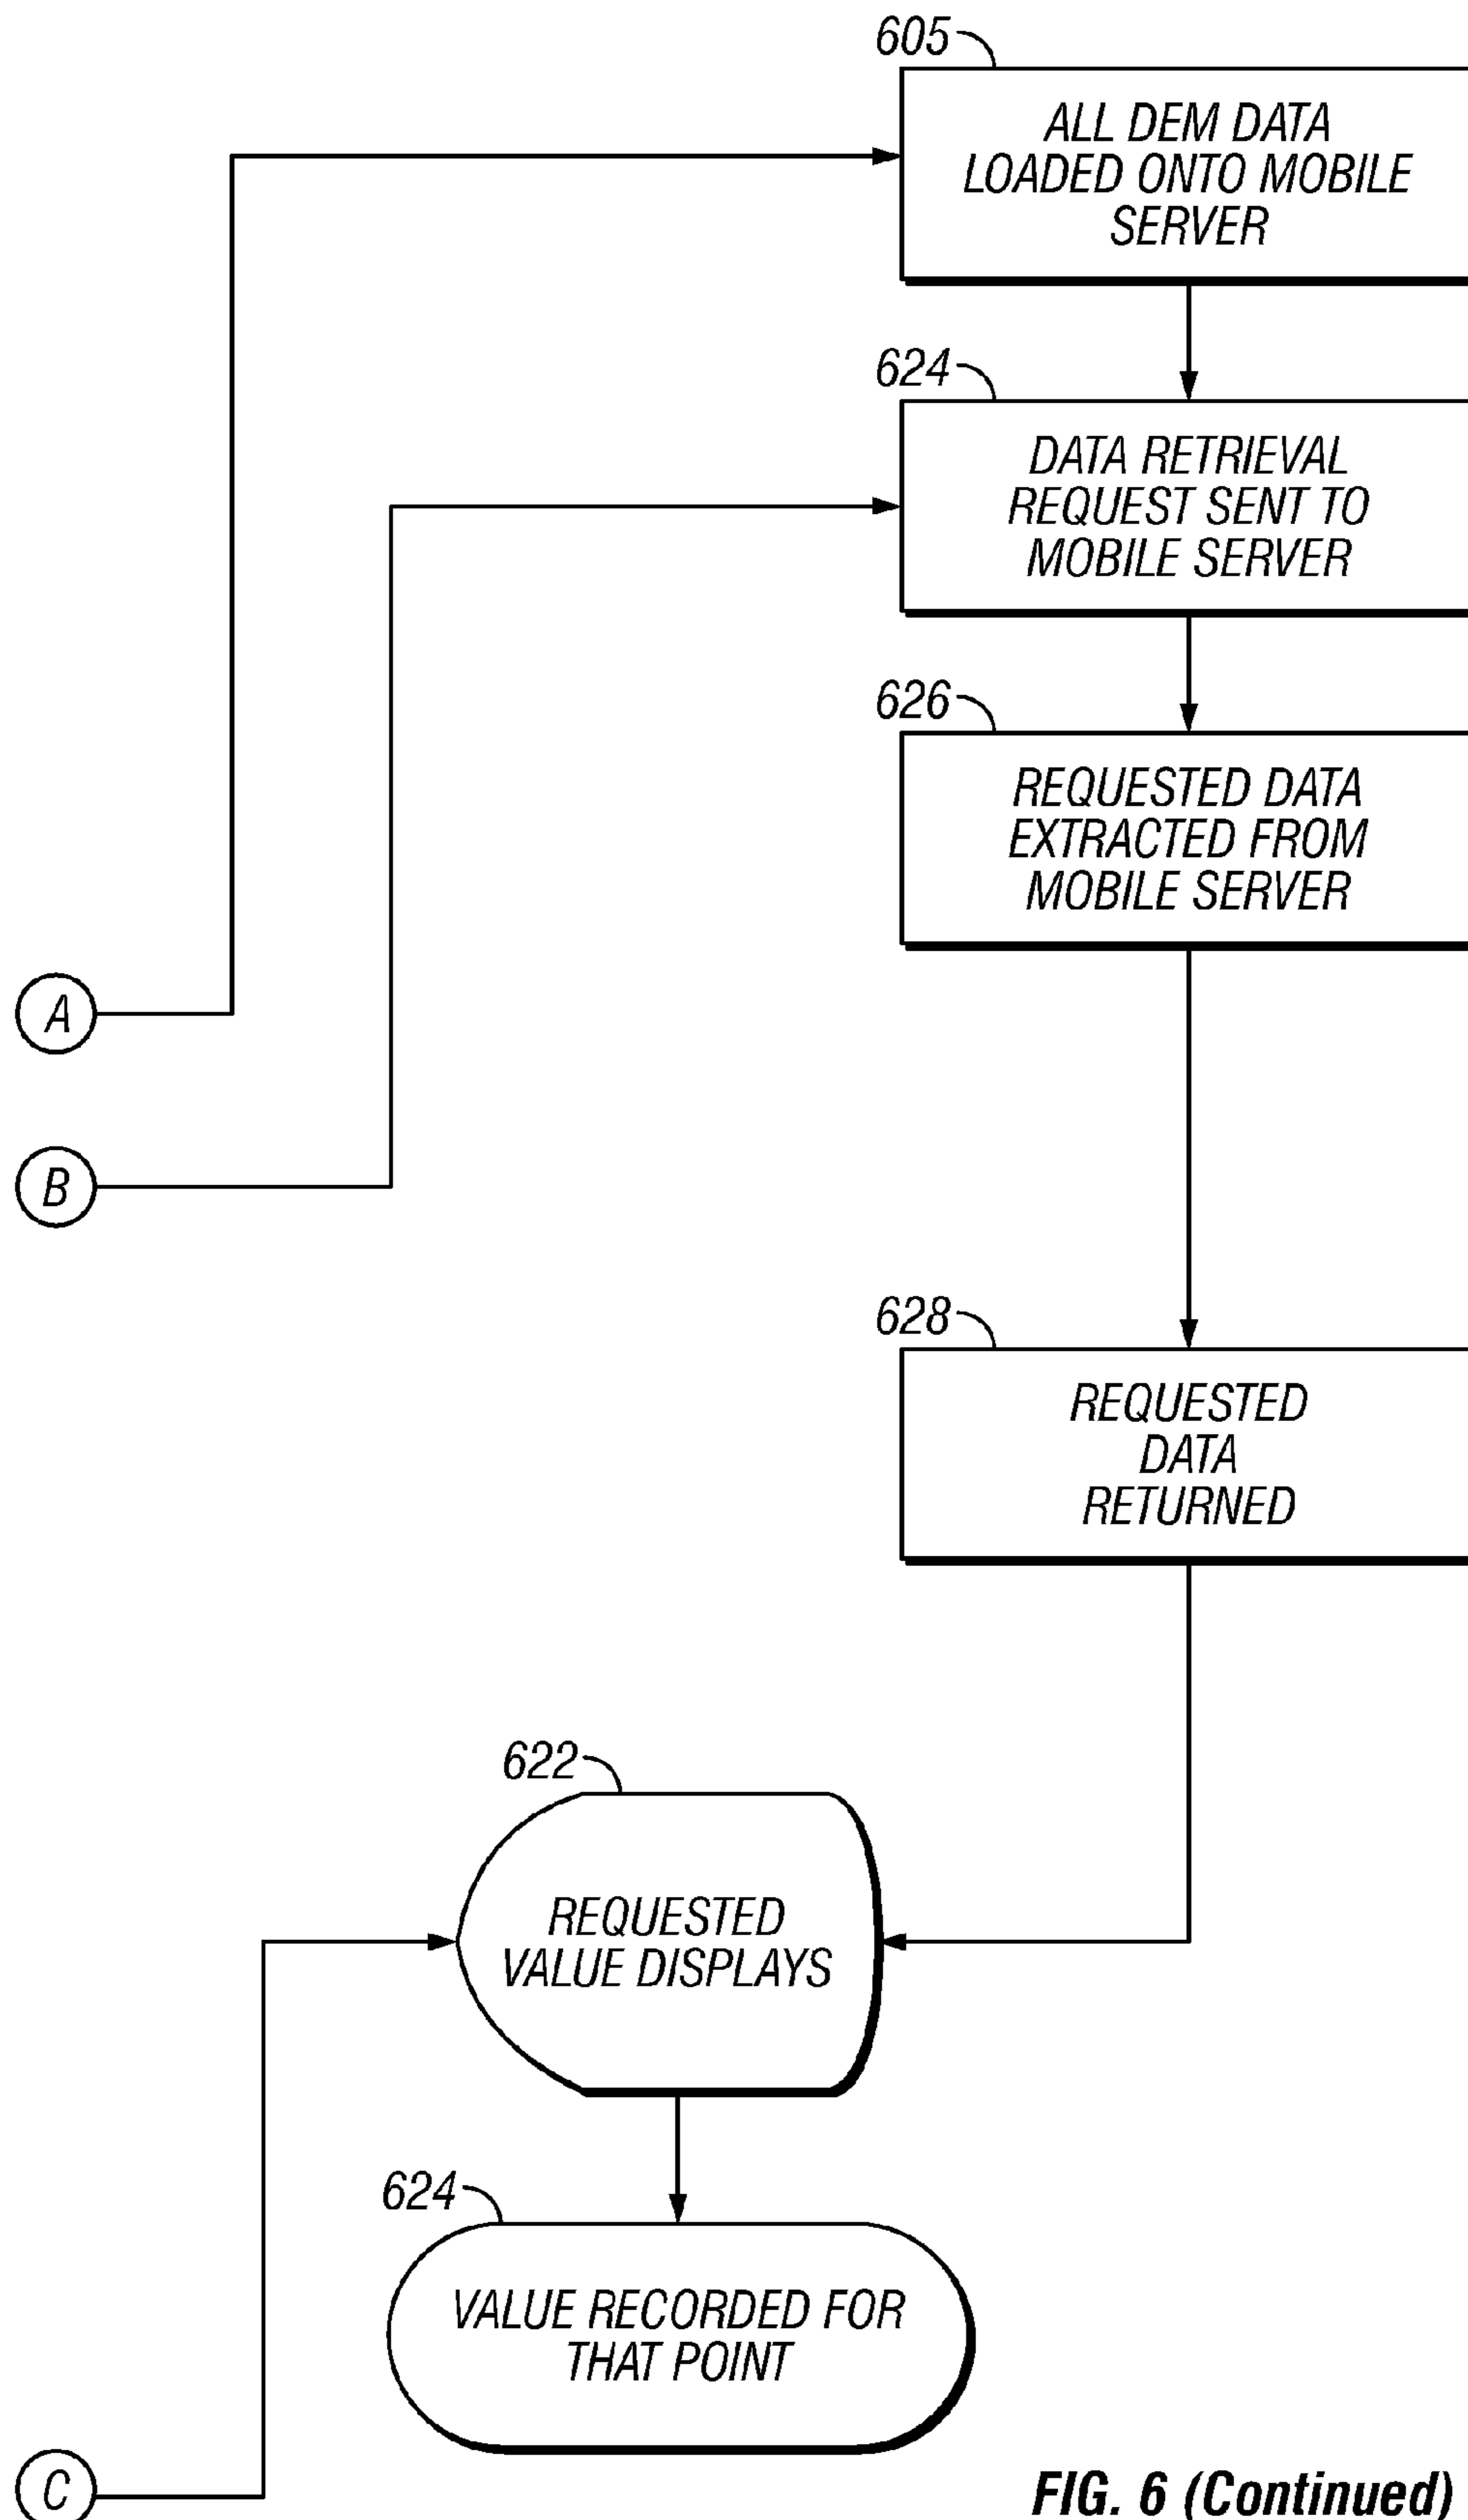 605
ALL DEM DATA
LOADED ONTO MOBILE
SERVER
624
DATA RETRIEVAL
REQUEST SENT TO
MOBILE SERVER
626
REQUESTED DATA
EXTRACTED FROM
MOBILE SERVER
A
B
628
REQUESTED
DATA
RETURNED
622
REQUESTED
VALUE DISPLAYS
624
VALUE RECORDED FOR
THAT POINT
C
FIG. 6 (Continued)